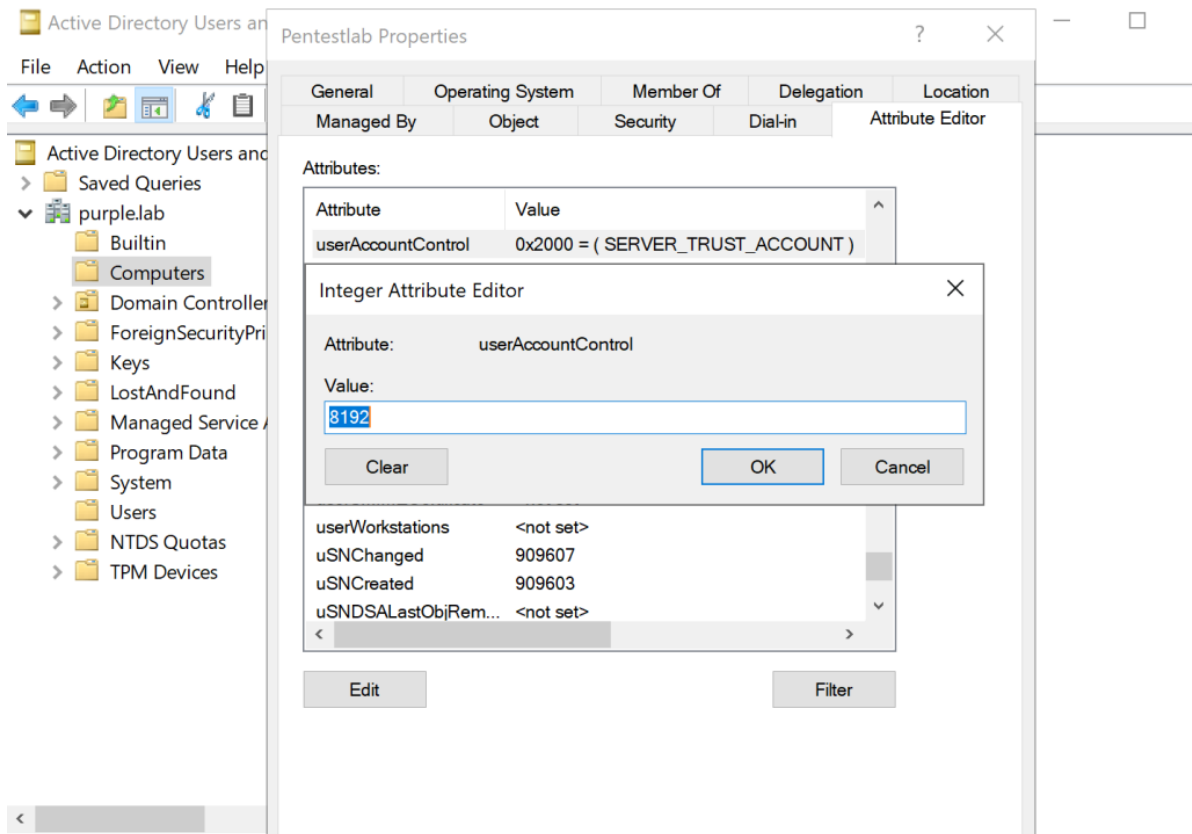 Active Directory Users an
File Action View Help
Active Directory Users and
Saved Queries
purple.lab
Builtin
Computers
Domain Controller
ForeignSecurityPri
Keys
LostAndFound
Managed Service
Program Data
System
Users
NTDS Quotas
TPM Devices
Pentestlab Properties
?
General Operating System Member Of Delegation Location
Managed By Object Security Dial-in Attribute Editor
Attributes:
Attribute Value
userAccountControl 0x2000 = ( SERVER_TRUST_ACCOUNT )
Integer Attribute Editor
Attribute: userAccountControl
Value:
8192
Clear OK Cancel
userWorkstations <not set>
uSNChanged 909607
uSNCreated 909603
uSNDSALastObjRem... <not set>
Edit Filter